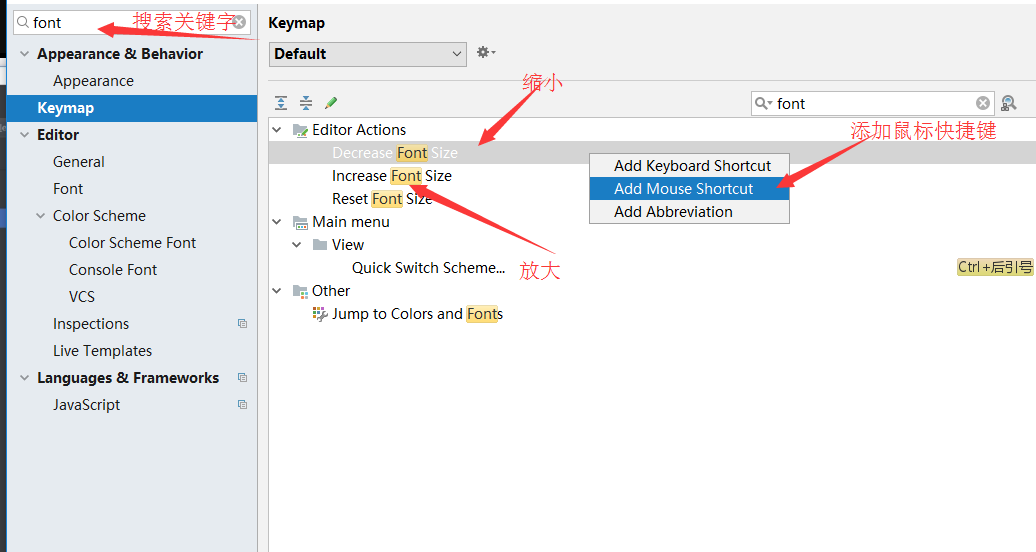 font
搜索关键字
Appearance & Behavior
Appearance
Keymap
Editor
General
Font
Color Scheme
Color Scheme Font
Console Font
VCS
Inspections
Live Templates
Languages & Frameworks
JavaScript
Keymap
Default
缩小
font
添加鼠标快捷键
Editor Actions
Decrease Font Size
Increase Font Size
Reset Font Size
Add Keyboard Shortcut
Add Mouse Shortcut
Add Abbreviation
Main menu
View
放大
Quick Switch Scheme...
Ctrl+后引号
Other
Jump to Colors and Fonts